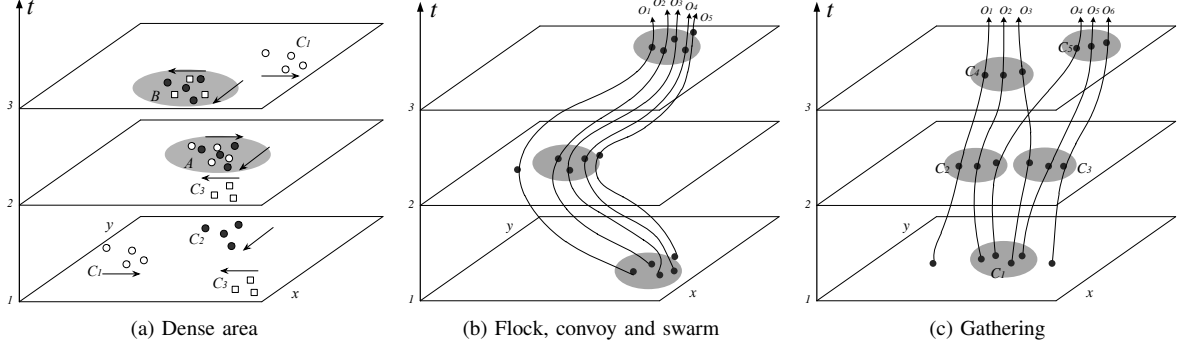 t
C1
B
3
A
C3
2
y
C2
C1
C3
x
1
(a) Dense area
t
O1 O2 O3 O4 O5
3
2
y
x
1
(b) Flock, convoy and swarm
t
O1 O2 O3 O4 O5 O6
C5
C4
3
C2 C3
2
y
C1
x
1
(c) Gathering